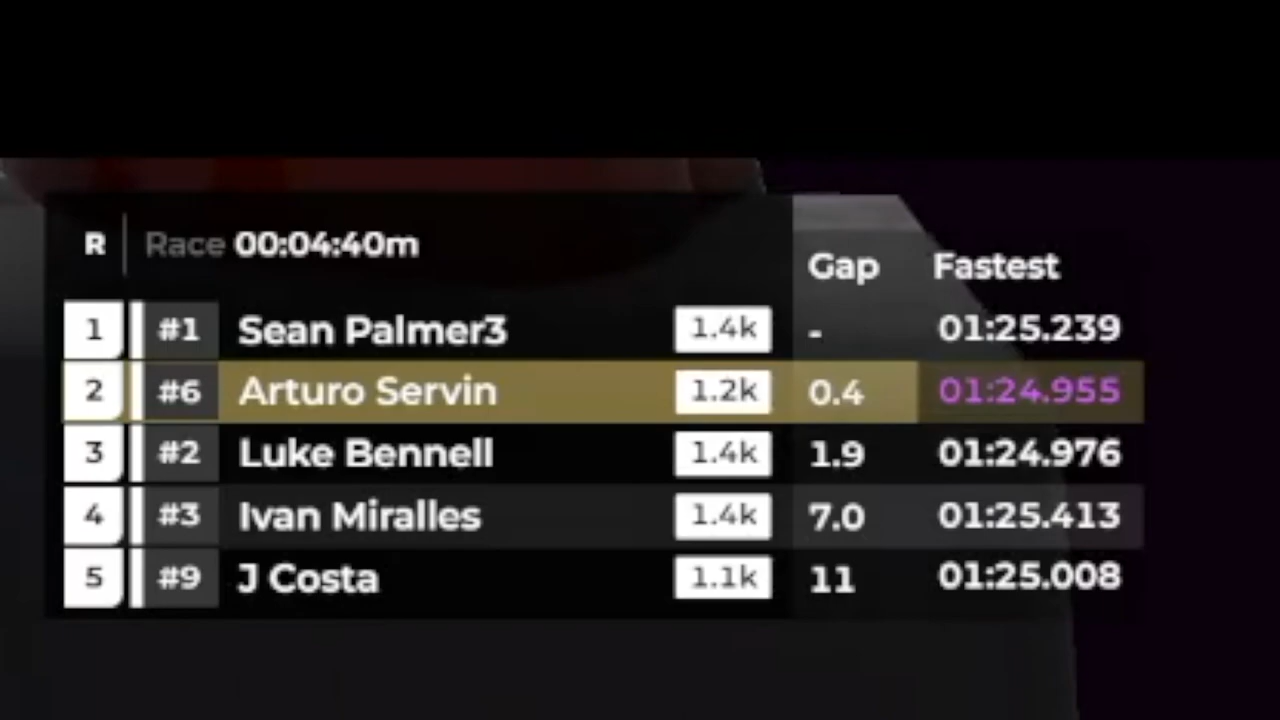 R Race 00:04:40m
Gap Fastest
1 #1 Sean Palmer3 1.4k - 01:25.239
2 #6 Arturo Servin 1.2k 0.4 01:24.955
3 #2 Luke Bennell 1.4k 1.9 01:24.976
4 #3 Ivan Miralles 1.4k 7.0 01:25.413
5 #9 J Costa 1.1k 11 01:25.008